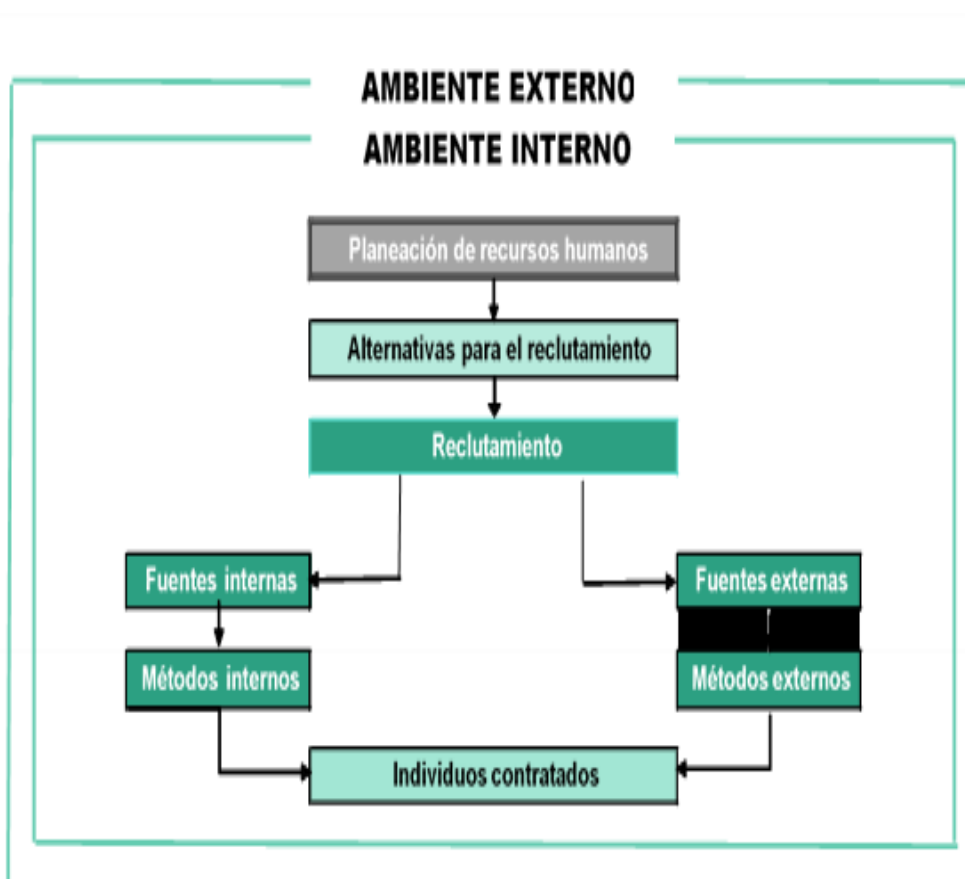 AMBIENTE EXTERNO
AMBIENTE INTERNO
Planeación de recursos humanos
Alternativas para el reclutamiento
Reclutamiento
Fuentes internas
Fuentes externas
Métodos internos
Métodos externos
Individuos contratados